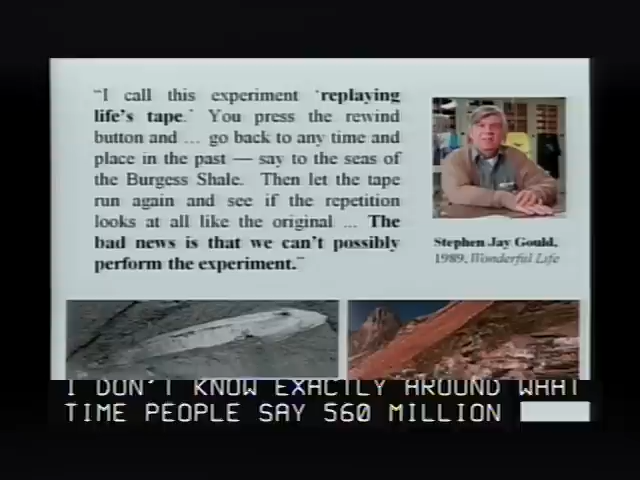 "I call this experiment 'replaying
life's tape.' You press the rewind
button and ... go back to any time and
place in the past — say to the seas of
the Burgess Shale. Then let the tape
run again and see if the repetition
looks at all like the original ... The
bad news is that we can't possibly
perform the experiment."
Stephen Jay Gould,
1989, Wonderful Life
I DON'T KNOW EXACTLY AROUND WHAT
TIME PEOPLE SAY 560 MILLION